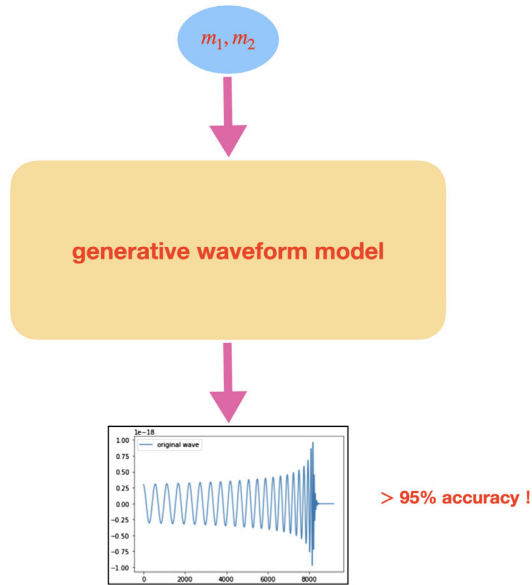 m₁, m₂
generative waveform model
1e−18
original wave
1.00
0.75
0.50
0.25
0.00
−0.25
−0.50
−0.75
−1.00
0 2000 4000 6000 8000
> 95% accuracy !